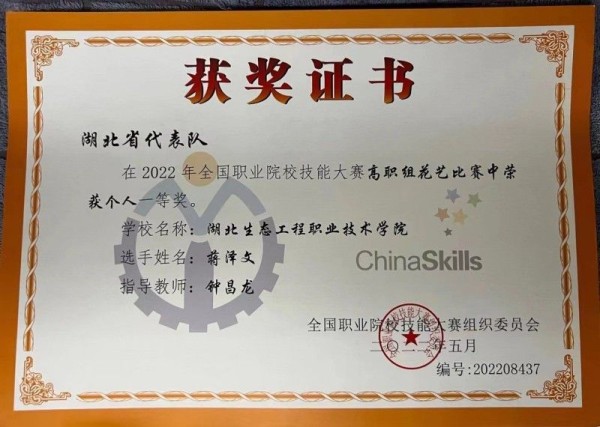 获奖证书
湖北省代表队
在2022年全国职业院校技能大赛高职组花艺比赛中荣
获个人一等奖。
学校名称：湖北生态工程职业技术学院
选手姓名：蒋泽文
ChinaSkills
指导教师：钟昌龙
全国职业院校技能大赛组织委员会
二〇二二年五月
编号:202208437